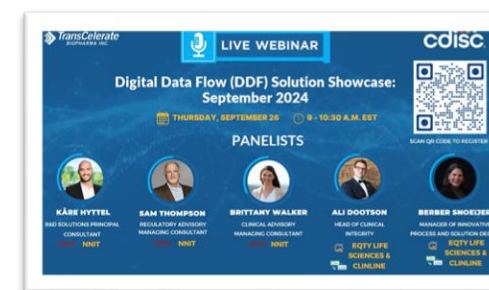 TransCelerate
BIOPHARMA INC.
LIVE WEBINAR
cdisc
Digital Data Flow (DDF) Solution Showcase:
September 2024
THURSDAY, SEPTEMBER 26
9 - 10:30 A.M. EST
SCAN QR CODE TO REGISTER
PANELISTS
KÅRE HYTTEL
R&D SOLUTIONS PRINCIPAL
CONSULTANT
NNIT
SAM THOMPSON
REGULATORY ADVISORY
MANAGING CONSULTANT
NNIT
BRITTANY WALKER
CLINICAL ADVISORY
MANAGING CONSULTANT
NNIT
ALI DOOTSON
HEAD OF CLINICAL
INTEGRITY
EQTY LIFE
SCIENCES &
CLINLINE
BERBER SNOEIJER
MANAGER OF INNOVATIVE
PROCESS AND SOLUTION DE
EQTY LIFE
SCIENCES &
CLINLINE